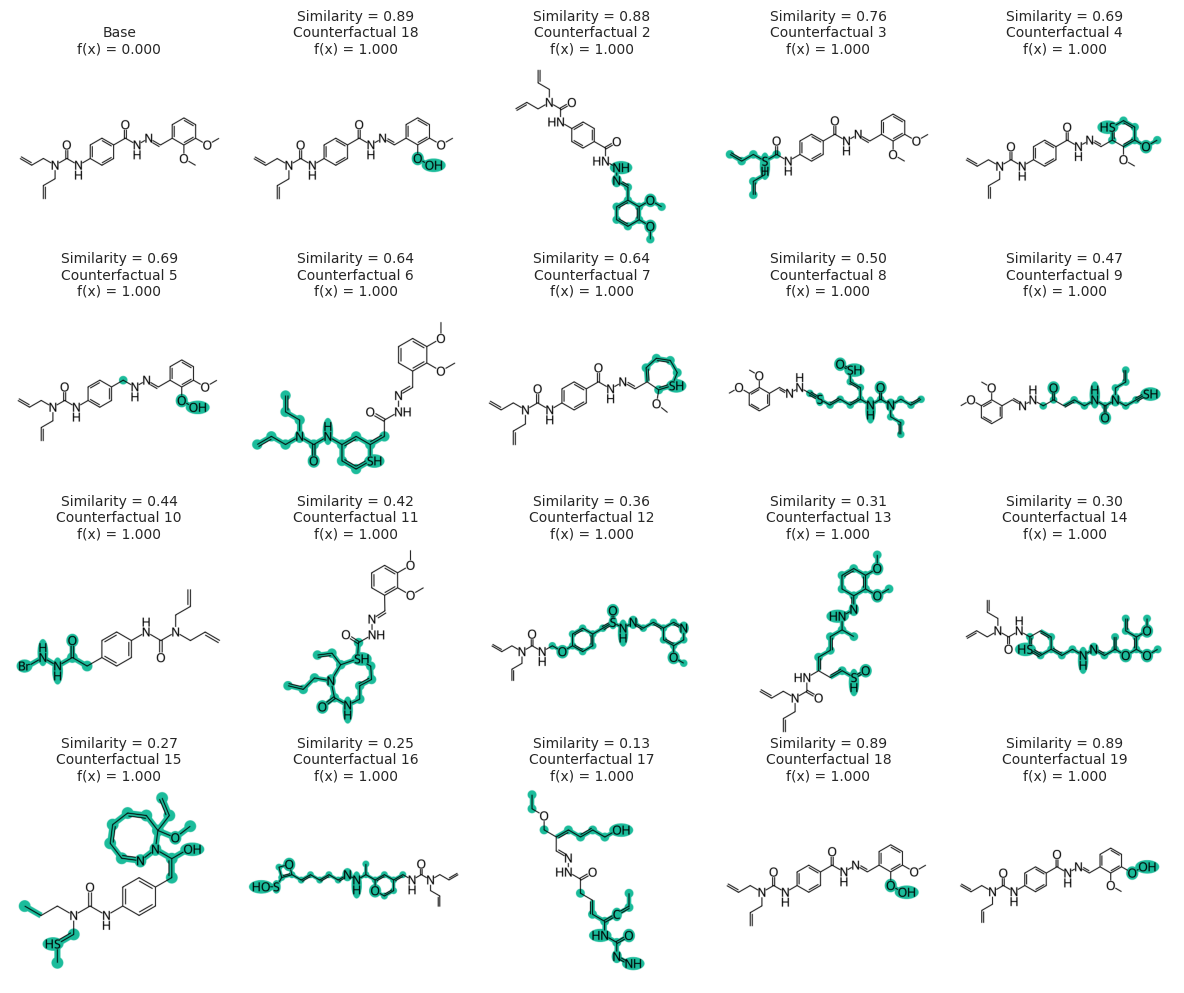 Base
f(x) = 0.000
Similarity = 0.89
Counterfactual 18
f(x) = 1.000
Similarity = 0.88
Counterfactual 2
f(x) = 1.000
Similarity = 0.76
Counterfactual 3
f(x) = 1.000
Similarity = 0.69
Counterfactual 4
f(x) = 1.000
Similarity = 0.69
Counterfactual 5
f(x) = 1.000
Similarity = 0.64
Counterfactual 6
f(x) = 1.000
Similarity = 0.64
Counterfactual 7
f(x) = 1.000
Similarity = 0.50
Counterfactual 8
f(x) = 1.000
Similarity = 0.47
Counterfactual 9
f(x) = 1.000
Similarity = 0.44
Counterfactual 10
f(x) = 1.000
Similarity = 0.42
Counterfactual 11
f(x) = 1.000
Similarity = 0.36
Counterfactual 12
f(x) = 1.000
Similarity = 0.31
Counterfactual 13
f(x) = 1.000
Similarity = 0.30
Counterfactual 14
f(x) = 1.000
Similarity = 0.27
Counterfactual 15
f(x) = 1.000
Similarity = 0.25
Counterfactual 16
f(x) = 1.000
Similarity = 0.13
Counterfactual 17
f(x) = 1.000
Similarity = 0.89
Counterfactual 18
f(x) = 1.000
Similarity = 0.89
Counterfactual 19
f(x) = 1.000